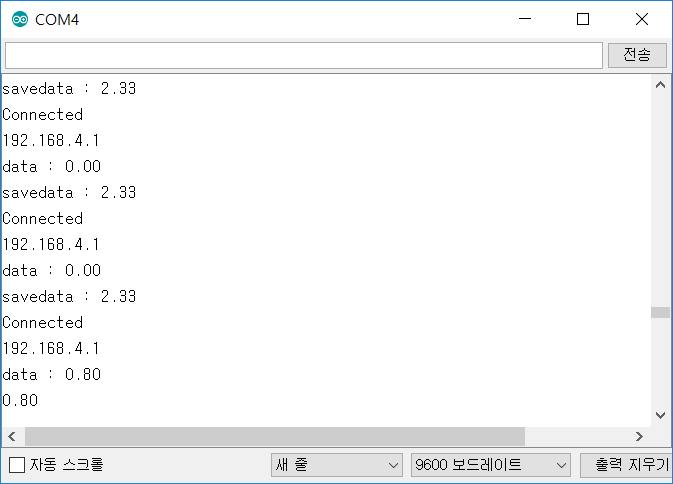 COM4
전송
savedata : 2.33
Connected
192.168.4.1
data : 0.00
savedata : 2.33
Connected
192.168.4.1
data : 0.00
savedata : 2.33
Connected
192.168.4.1
data : 0.80
0.80
자동 스크롤
새 줄
9600 보드레이트
출력 지우기